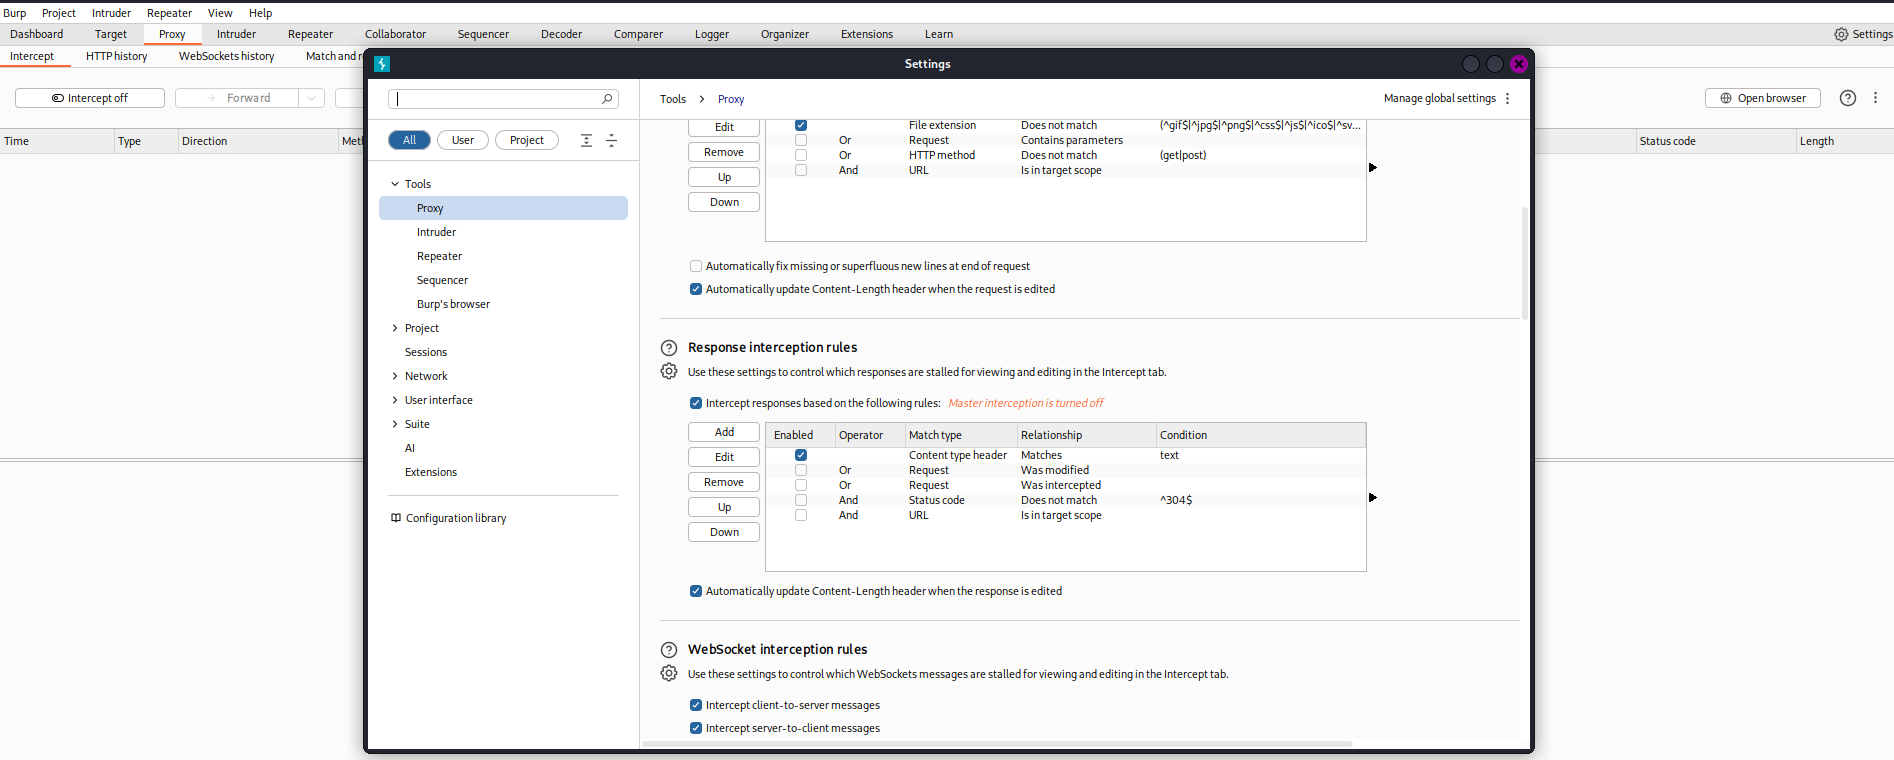 Burp Project Intruder Repeater View Help
Dashboard Target Proxy Intruder Repeater Collaborator Sequencer Decoder Comparer Logger Organizer Extensions Learn Settings
Intercept HTTP history WebSockets history Match and r
Settings
Intercept off Forward Open browser
Time Type Direction Meth Status code Length
All User Project
Tools
Proxy
Intruder
Repeater
Sequencer
Burp's browser
Project
Sessions
Network
User interface
Suite
AI
Extensions
Configuration library
Tools > Proxy Manage global settings
Edit
Remove
Up
Down
File extension Does not match (^gif$|^jpg$|^png$|^css$|^js$|^ico$|^sv...
Or Request Contains parameters
Or HTTP method Does not match (get|post)
And URL Is in target scope
Automatically fix missing or superfluous new lines at end of request
Automatically update Content-Length header when the request is edited
Response interception rules
Use these settings to control which responses are stalled for viewing and editing in the Intercept tab.
Intercept responses based on the following rules: Master interception is turned off
Add
Edit
Remove
Up
Down
Enabled Operator Match type Relationship Condition
Content type header Matches text
Or Request Was modified
Or Request Was intercepted
And Status code Does not match ^304$
And URL Is in target scope
Automatically update Content-Length header when the response is edited
WebSocket interception rules
Use these settings to control which WebSockets messages are stalled for viewing and editing in the Intercept tab.
Intercept client-to-server messages
Intercept server-to-client messages